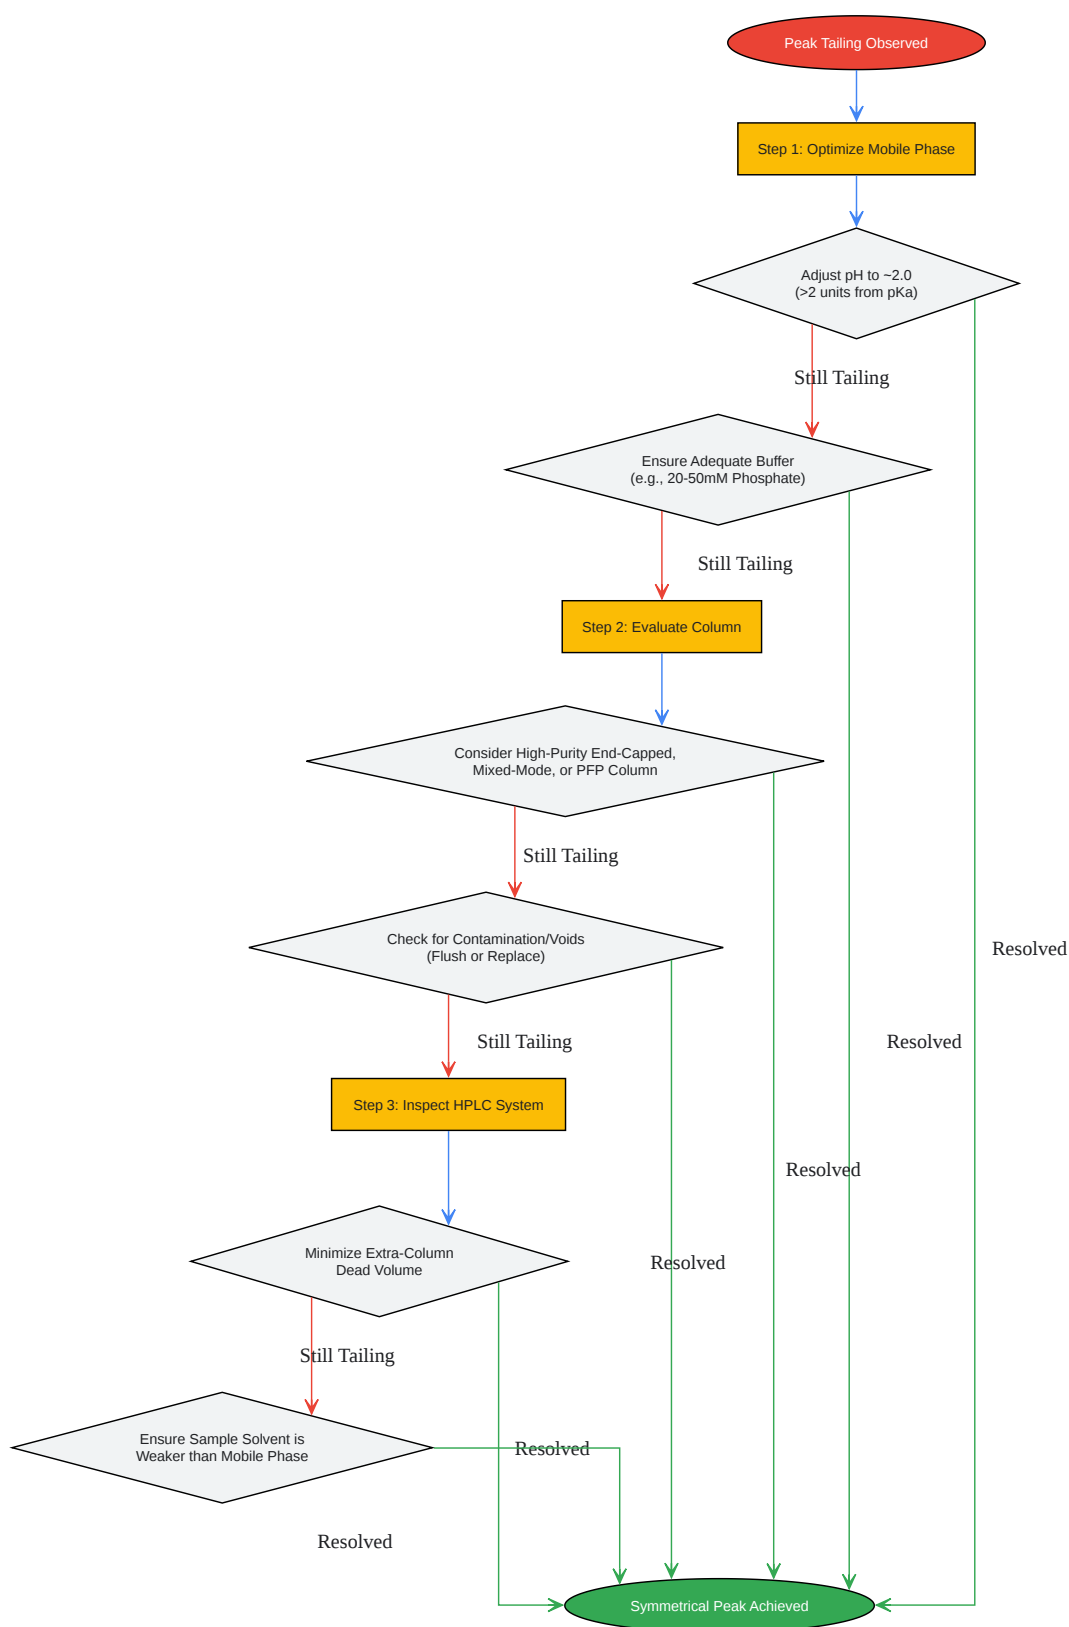 Peak Tailing Observed
Step 1: Optimize Mobile Phase
Adjust pH to ~2.0
(>2 units from pKa)
Still Tailing
Ensure Adequate Buffer
(e.g., 20-50mM Phosphate)
Still Tailing
Step 2: Evaluate Column
Consider High-Purity End-Capped,
Mixed-Mode, or PFP Column
Still Tailing
Check for Contamination/Voids
(Flush or Replace)
Resolved
Still Tailing
Resolved
Step 3: Inspect HPLC System
Resolved
Minimize Extra-Column
Dead Volume
Resolved
Still Tailing
Ensure Sample Solvent is
Weaker than Mobile Phase
Resolved
Resolved
Symmetrical Peak Achieved